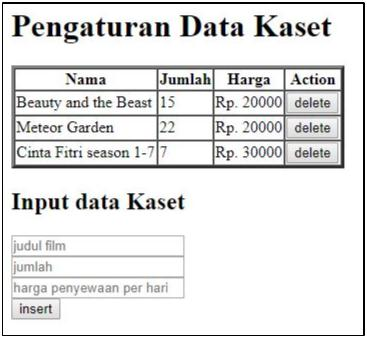 Pengaturan Data Kaset
Nama Jumlah Harga Action
Beauty and the Beast 15 Rp. 20000 delete
Meteor Garden 22 Rp. 20000 delete
Cinta Fitri season 1-7 7 Rp. 30000 delete
Input data Kaset
judul film
jumlah
harga penyewaan per hari
insert